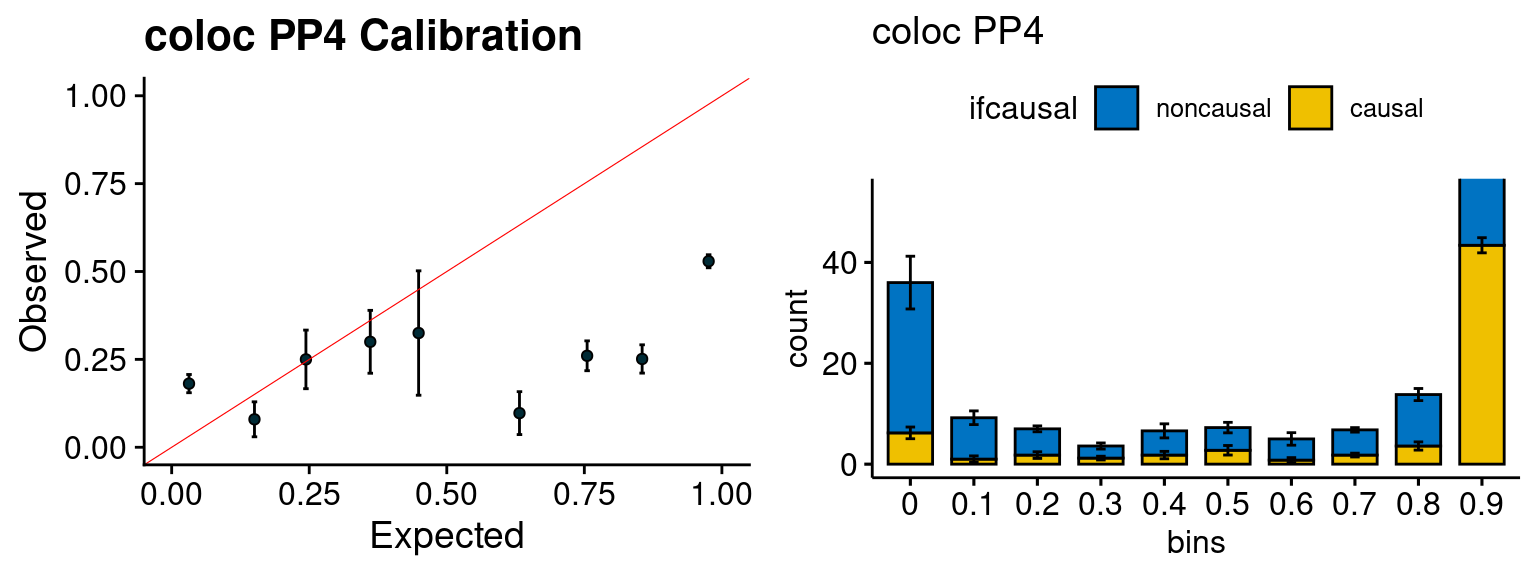 coloc PP4 Calibration
1.00
0.75
0.50
0.25
0.00
Observed
0.00 0.25 0.50 0.75 1.00
Expected
coloc PP4
ifcausal noncausal causal
40
20
0
count
0 0.1 0.2 0.3 0.4 0.5 0.6 0.7 0.8 0.9
bins